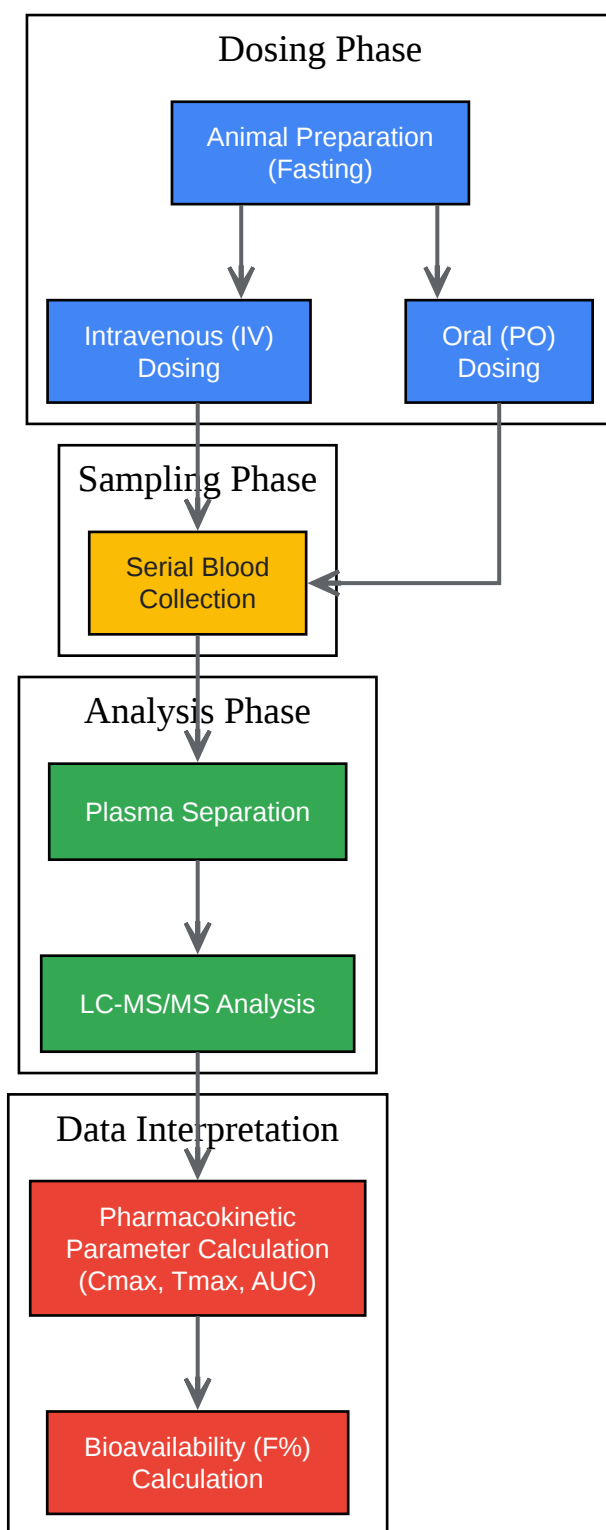 Dosing Phase
Animal Preparation
(Fasting)
Intravenous (IV)
Dosing
Oral (PO)
Dosing
Sampling Phase
Serial Blood
Collection
Analysis Phase
Plasma Separation
LC-MS/MS Analysis
Data Interpretation
Pharmacokinetic
Parameter Calculation
(Cmax, Tmax, AUC)
Bioavailability (F%)
Calculation